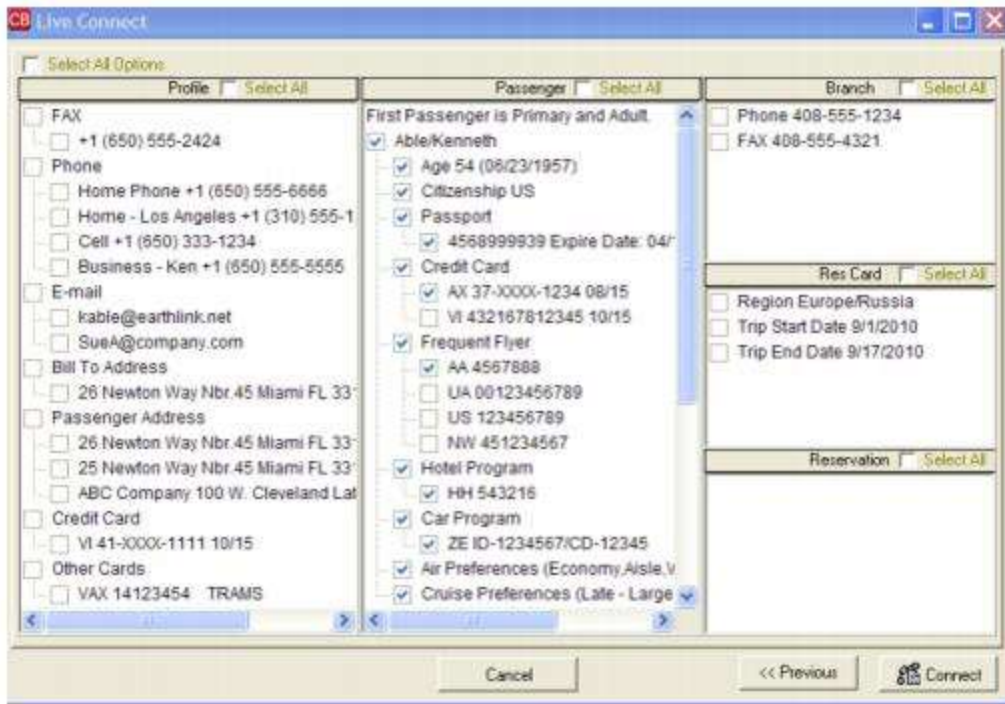 CB Live Connect
Select All Options
Profile Select All
FAX
+1 (650) 555-2424
Phone
Home Phone +1 (650) 555-6666
Home - Los Angeles +1 (310) 555-1
Cell +1 (650) 333-1234
Business - Ken +1 (650) 555-5555
E-mail
kable@earthlink.net
SueA@company.com
Bill To Address
26 Newton Way Nbr.45 Miami FL 33
Passenger Address
26 Newton Way Nbr.45 Miami FL 33
25 Newton Way Nbr.45 Miami FL 33
ABC Company 100 W. Cleveland Lat
Credit Card
VI 41-XXXX-1111 10/15
Other Cards
VAX 14123454 TRAMS
Passenger Select All
First Passenger is Primary and Adult.
Able/Kenneth
Age 54 (06/23/1957)
Citizenship US
Passport
4568999939 Expire Date: 04/
Credit Card
AX 37-XXXX-1234 08/15
VI 432167812345 10/15
Frequent Flyer
AA 4567888
UA 00123456789
US 123456789
NW 451234567
Hotel Program
HH 543216
Car Program
ZE ID-1234567/CD-12345
Air Preferences (Economy,Aisle,V
Cruise Preferences (Late - Large
Branch Select All
Phone 408-555-1234
FAX 408-555-4321
Res Card Select All
Region Europe/Russia
Trip Start Date 9/1/2010
Trip End Date 9/17/2010
Reservation Select All
Cancel
<< Previous
Connect